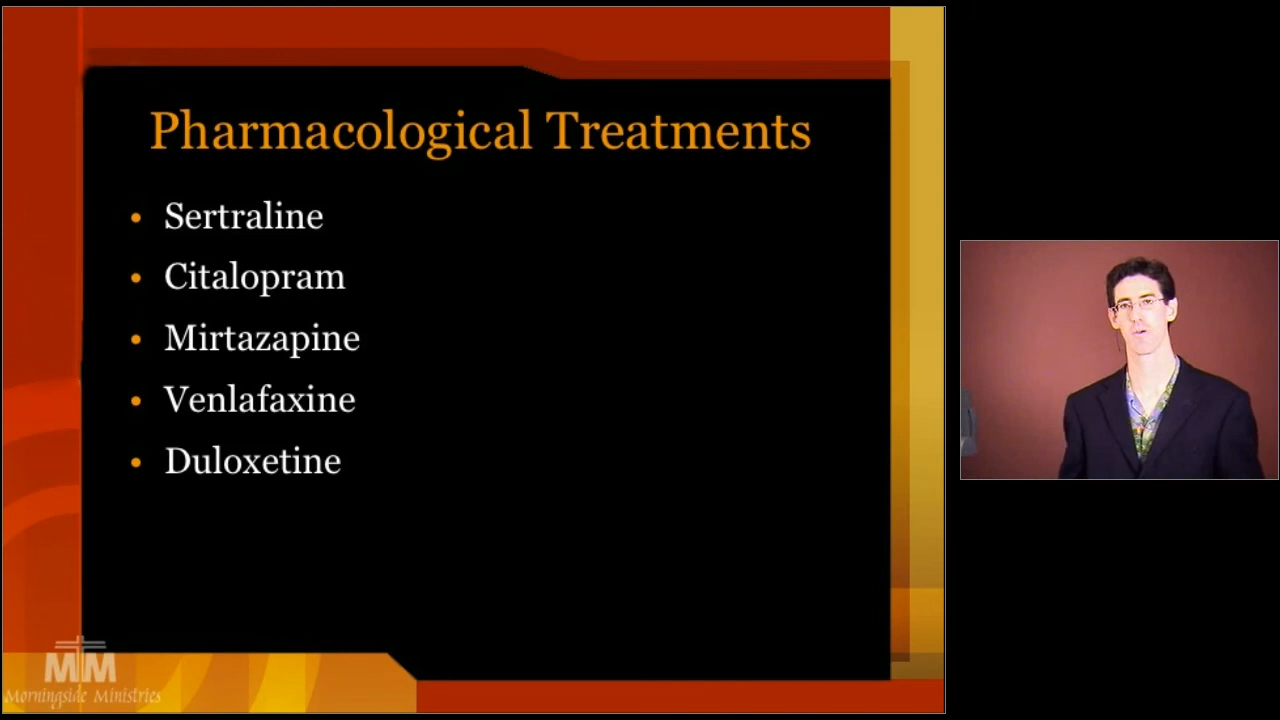 Pharmacological Treatments
• Sertraline
• Citalopram
• Mirtazapine
• Venlafaxine
• Duloxetine
MM
Morningside Ministries